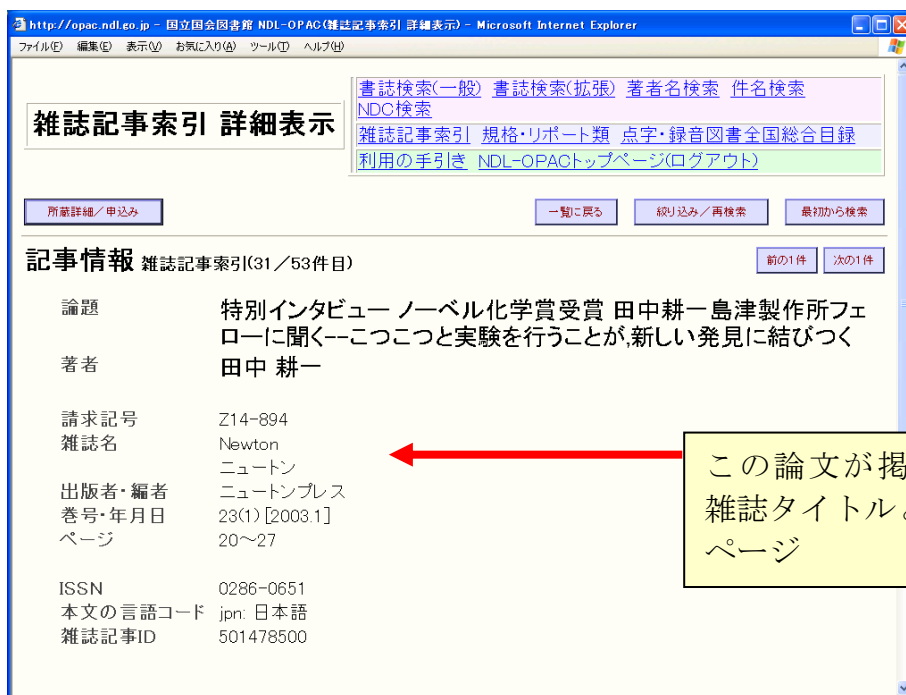 http://opac.ndl.go.jp - 国立国会図書館 NDL-OPAC(雑誌記事索引 詳細表示) - Microsoft Internet Explorer
ファイル(F) 編集(E) 表示(V) お気に入り(A) ツール(T) ヘルプ(H)
雑誌記事索引 詳細表示
書誌検索(一般) 書誌検索(拡張) 著者名検索 件名検索
NDC検索
雑誌記事索引 規格・リポート類 点字・録音図書全国総合目録
利用の手引き NDL-OPACトップページ(ログアウト)
所蔵詳細/申込み 一覧に戻る 絞り込み/再検索 最初から検索
記事情報 雑誌記事索引(31/53件目) 前の1件 次の1件
論題 特別インタビュー ノーベル化学賞受賞 田中耕一島津製作所フェ
ローに聞く--こつこつと実験を行うことが,新しい発見に結びつく
著者 田中 耕一
請求記号 Z14-894
雑誌名 Newton
ニュートン
出版者・編者 ニュートンプレス
巻号・年月日 23(1) [2003.1]
ページ 20～27
ISSN 0286-0651
本文の言語コード jpn: 日本語
雑誌記事ID 501478500
この論文が掲
雑誌タイトル
ページ